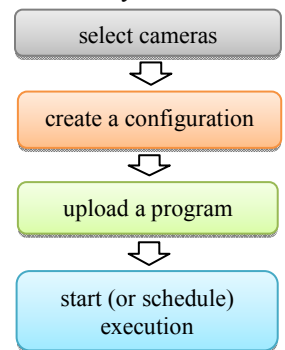 select cameras
create a configuration
upload a program
start (or schedule)
execution